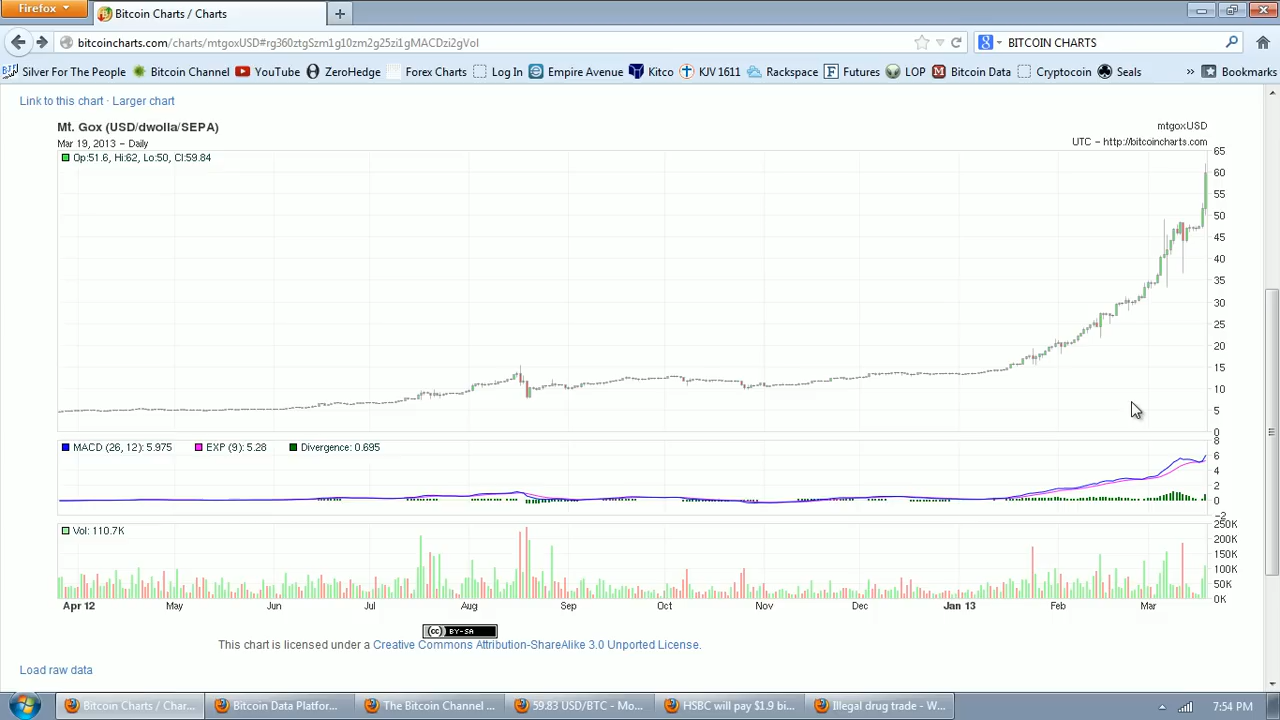 Firefox
Bitcoin Charts / Charts
bitcoincharts.com/charts/mtgoxUSD#rg360ztgSzm1g10zm2g25zi1gMACDzi2gVol
BITCOIN CHARTS
Silver For The People
Bitcoin Channel
YouTube
ZeroHedge
Forex Charts
Log In
Empire Avenue
Kitco
KJV 1611
Rackspace
Futures
LOP
Bitcoin Data
Cryptocoin
Seals
»
Bookmarks
Link to this chart · Larger chart
Mt. Gox (USD/dwolla/SEPA)
mtgoxUSD
Mar 19, 2013 – Daily
UTC – http://bitcoincharts.com
Op:51.6, Hi:62, Lo:50, Cl:59.84
65
60
55
50
45
40
35
30
25
20
15
10
5
0
MACD (26, 12): 5.975
EXP (9): 5.28
Divergence: 0.695
8
6
4
2
0
−2
Vol: 110.7K
250K
200K
150K
100K
50K
0K
Apr 12 May Jun Jul Aug Sep Oct Nov Dec Jan 13 Feb Mar
cc BY-SA
This chart is licensed under a Creative Commons Attribution-ShareAlike 3.0 Unported License.
Load raw data
Bitcoin Charts / Char...
Bitcoin Data Platfor...
The Bitcoin Channel ...
59.83 USD/BTC - Mo...
HSBC will pay $1.9 bi...
Illegal drug trade - W...
7:54 PM